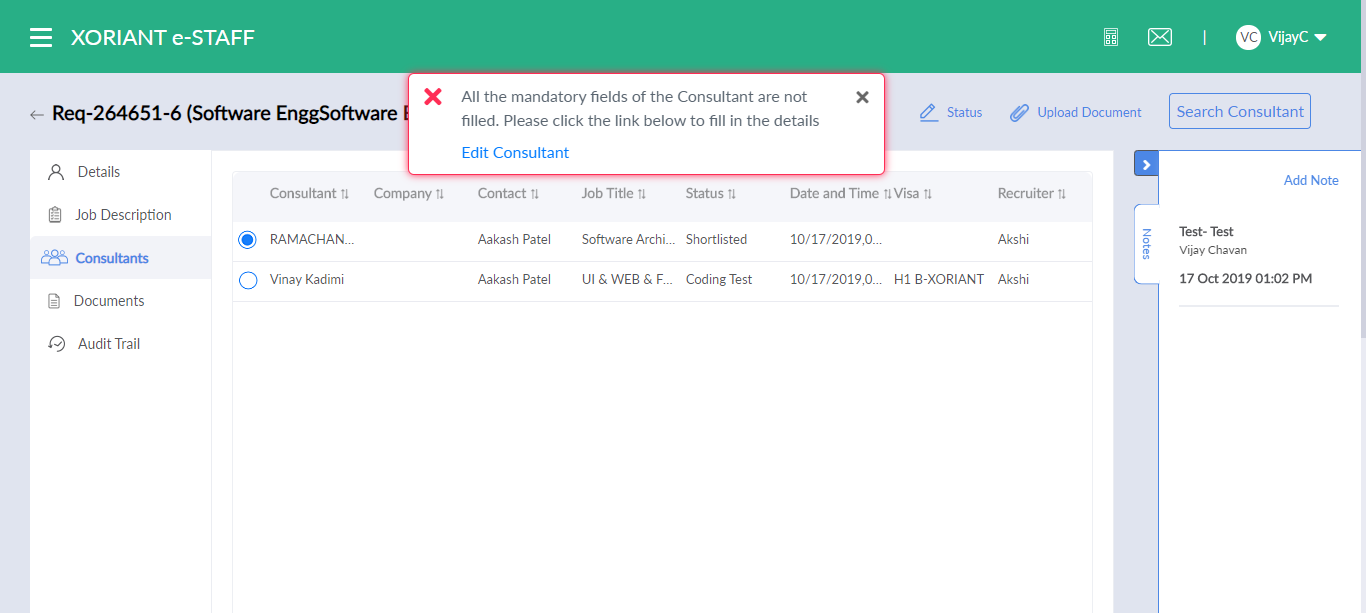 XORIANT e-STAFF
VC VijayC
All the mandatory fields of the Consultant are not
filled. Please click the link below to fill in the details
Edit Consultant
Req-264651-6 (Software EnggSoftware
Status
Upload Document
Search Consultant
Details
Job Description
Consultants
Documents
Audit Trail
Consultant Company Contact Job Title Status Date and Time Visa Recruiter
RAMACHAN... Aakash Patel Software Archi... Shortlisted 10/17/2019,0... Akshi
Vinay Kadimi Aakash Patel UI & WEB & F... Coding Test 10/17/2019,0... H1 B-XORIANT Akshi
Add Note
Notes
Test- Test
Vijay Chavan
17 Oct 2019 01:02 PM